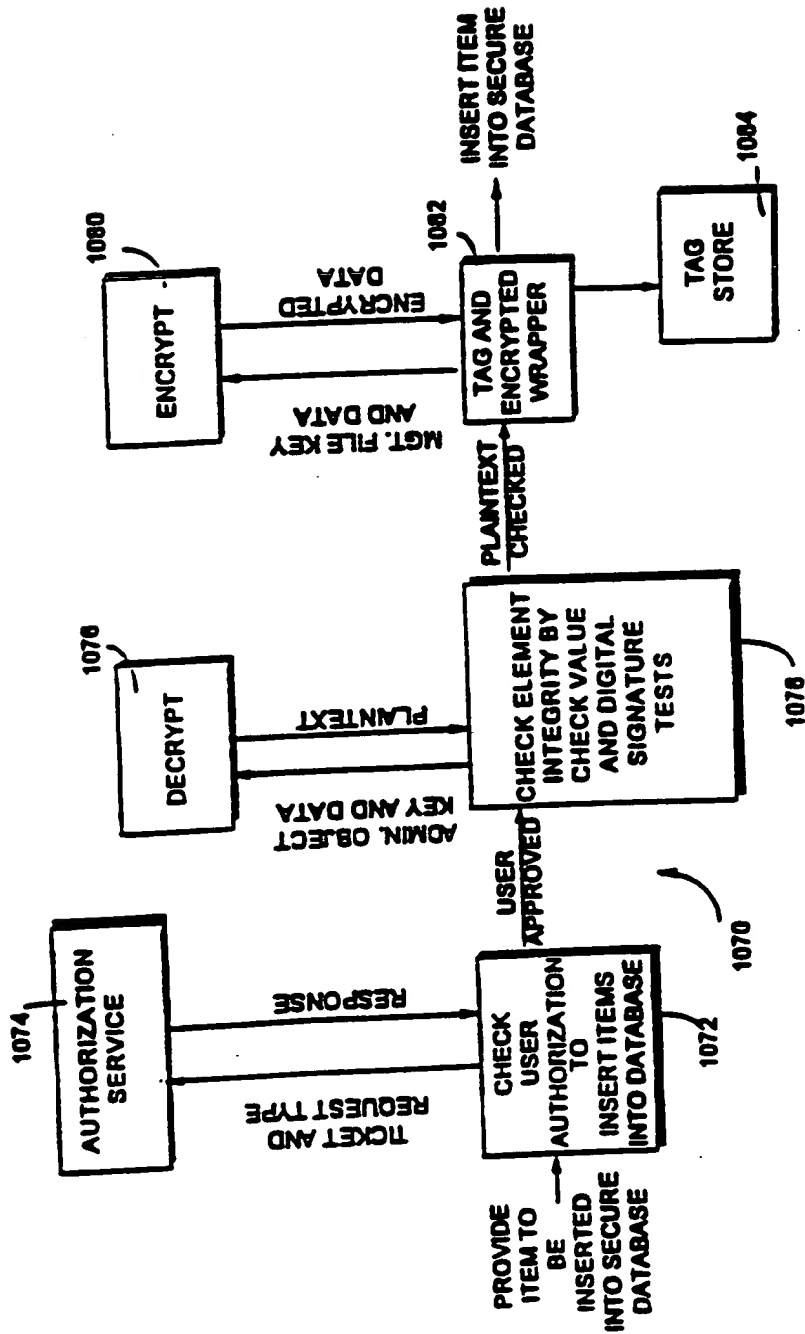 1074
AUTHORIZATION
SERVICE
TICKET AND
REQUEST TYPE
RESPONSE
PROVIDE
ITEM TO
BE
INSERTED
INTO SECURE
DATABASE
CHECK
USER
AUTHORIZATION
TO
INSERT ITEMS
INTO DATABASE
1072
USER
APPROVED
1070
1076
DECRYPT
ADMIN. OBJECT
KEY AND DATA
PLAINTEXT
CHECK ELEMENT
INTEGRITY BY
CHECK VALUE
AND DIGITAL
SIGNATURE
TESTS
1078
PLAINTEXT
CHECKED
1080
ENCRYPT
MGT. FILE KEY
AND DATA
ENCRYPTED
DATA
1082
TAG AND
ENCRYPTED
WRAPPER
INSERT ITEM
INTO SECURE
DATABASE
TAG
STORE
1084